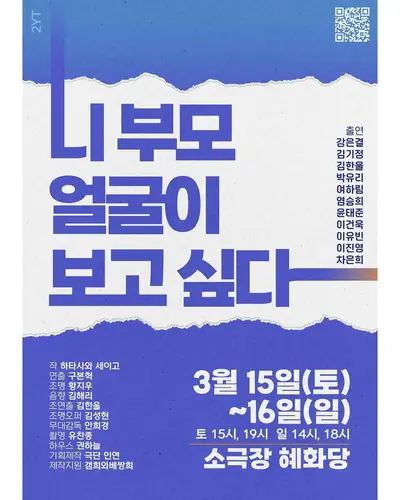 2YT
니 부모
얼굴이
보고 싶다
출연
강은결
김기정
김한울
박유리
여하림
염승희
윤태준
이건욱
이유빈
이진영
차은희
작 하타사와 세이고
연출 구본혁
조명 황지우
음향 김해리
조연출 김한울
조명오퍼 김성현
무대감독 안희경
촬영 유찬종
하우스 권하늘
기획제작 극단 인연
제작지원 갬희와베짱희
3월 15일(토)
~16일(일)
토 15시, 19시 일 14시, 18시
소극장 혜화당